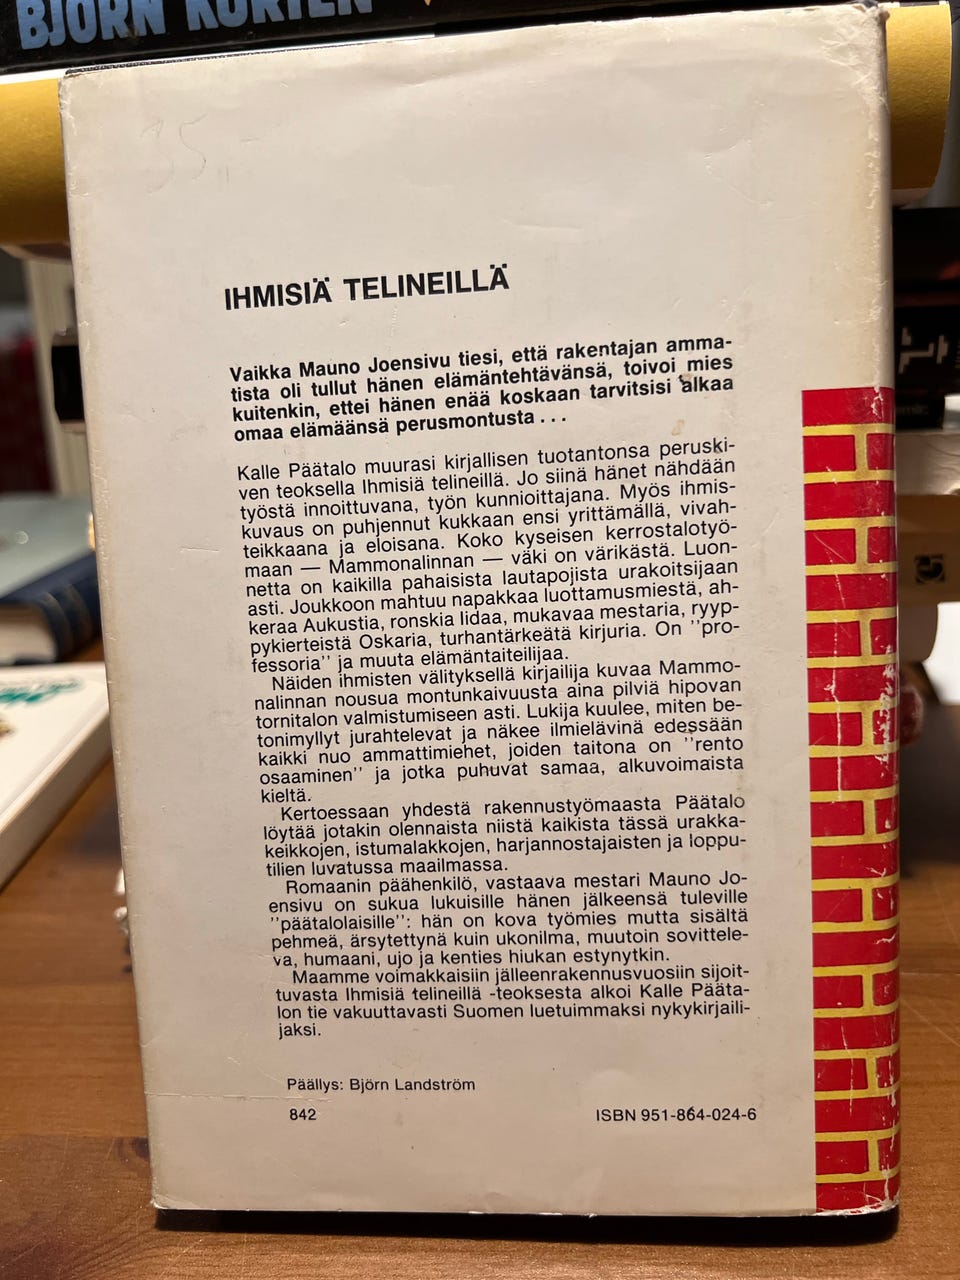 BJÖRN KURTÉN
35,-
IHMISIÄ TELINEILLÄ
Vaikka Mauno Joensivu tiesi, että rakentajan amma-
tista oli tullut hänen elämäntehtävänsä, toivoi mies
kuitenkin, ettei hänen enää koskaan tarvitsisi alkaa
omaa elämäänsä perusmontusta . . .
Kalle Päätalo muurasi kirjallisen tuotantonsa peruski-
ven teoksella Ihmisiä telineillä. Jo siinä hänet nähdään
työstä innoittuvana, työn kunnioittajana. Myös ihmis-
kuvaus on puhjennut kukkaan ensi yrittämällä, vivah-
teikkaana ja eloisana. Koko kyseisen kerrostalotyö-
maan — Mammonalinnan — väki on värikästä. Luon-
netta on kaikilla pahaisista lautapojista urakoitsijaan
asti. Joukkoon mahtuu napakkaa luottamusmiestä, ah-
keraa Aukustia, ronskia Iidaa, mukavaa mestaria, ryyp-
pykierteistä Oskaria, turhantärkeätä kirjuria. On "pro-
fessoria" ja muuta elämäntaiteilijaa.
Näiden ihmisten välityksellä kirjailija kuvaa Mammo-
nalinnan nousua montunkaivuusta aina pilviä hipovan
tornitalon valmistumiseen asti. Lukija kuulee, miten be-
tonimyllyt jurahtelevat ja näkee ilmielävinä edessään
kaikki nuo ammattimiehet, joiden taitona on "rento
osaaminen" ja jotka puhuvat samaa, alkuvoimaista
kieltä.
Kertoessaan yhdestä rakennustyömaasta Päätalo
löytää jotakin olennaista niistä kaikista tässä urakka-
keikkojen, istumalakkojen, harjannostajaisten ja loppu-
tilien luvatussa maailmassa.
Romaanin päähenkilö, vastaava mestari Mauno Jo-
ensivu on sukua lukuisille hänen jälkeensä tuleville
"päätalolaisille": hän on kova työmies mutta sisältä
pehmeä, ärsytettynä kuin ukonilma, muutoin sovittele-
va, humaani, ujo ja kenties hiukan estynytkin.
Maamme voimakkaisiin jälleenrakennusvuosiin sijoit-
tuvasta Ihmisiä telineillä -teoksesta alkoi Kalle Pääta-
lon tie vakuuttavasti Suomen luetuimmaksi nykykirjaili-
jaksi.
Päällys: Björn Landström
842
ISBN 951-864-024-6